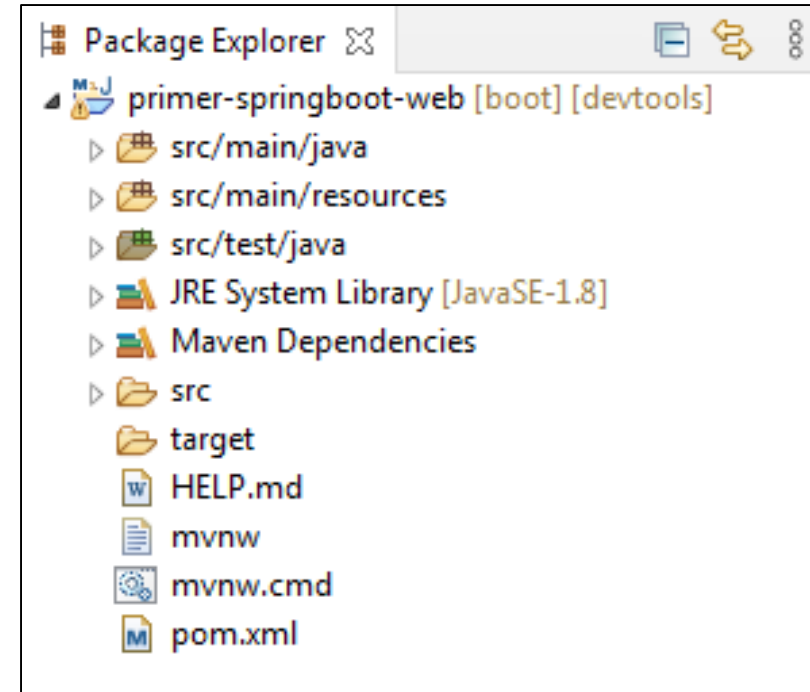 Package Explorer
primer-springboot-web [boot] [devtools]
src/main/java
src/main/resources
src/test/java
JRE System Library [JavaSE-1.8]
Maven Dependencies
src
target
HELP.md
mvnw
mvnw.cmd
pom.xml